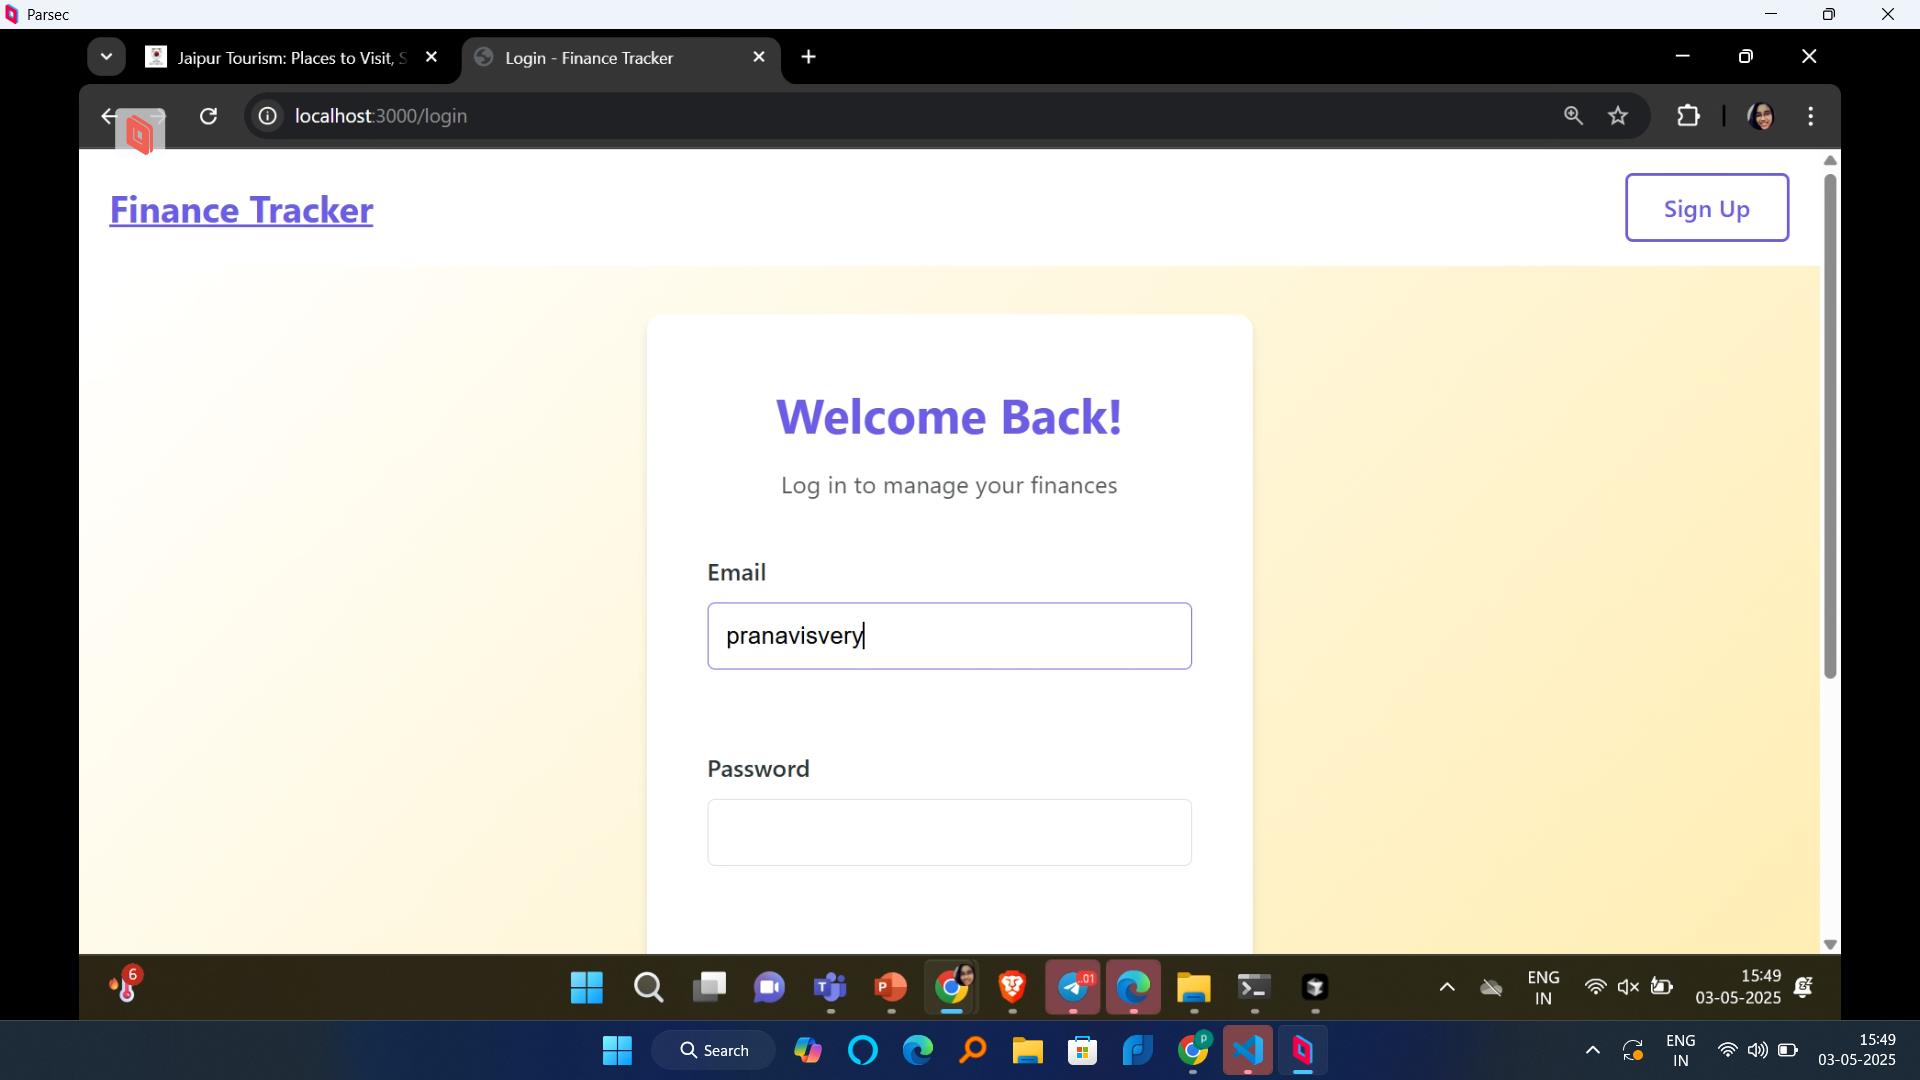 Parsec
Jaipur Tourism: Places to Visit, S
Login - Finance Tracker
localhost:3000/login
Finance Tracker
Sign Up
Welcome Back!
Log in to manage your finances
Email
pranavisvery
Password
6
.01
ENG
IN
15:49
03-05-2025
Search
P
ENG
IN
15:49
03-05-2025